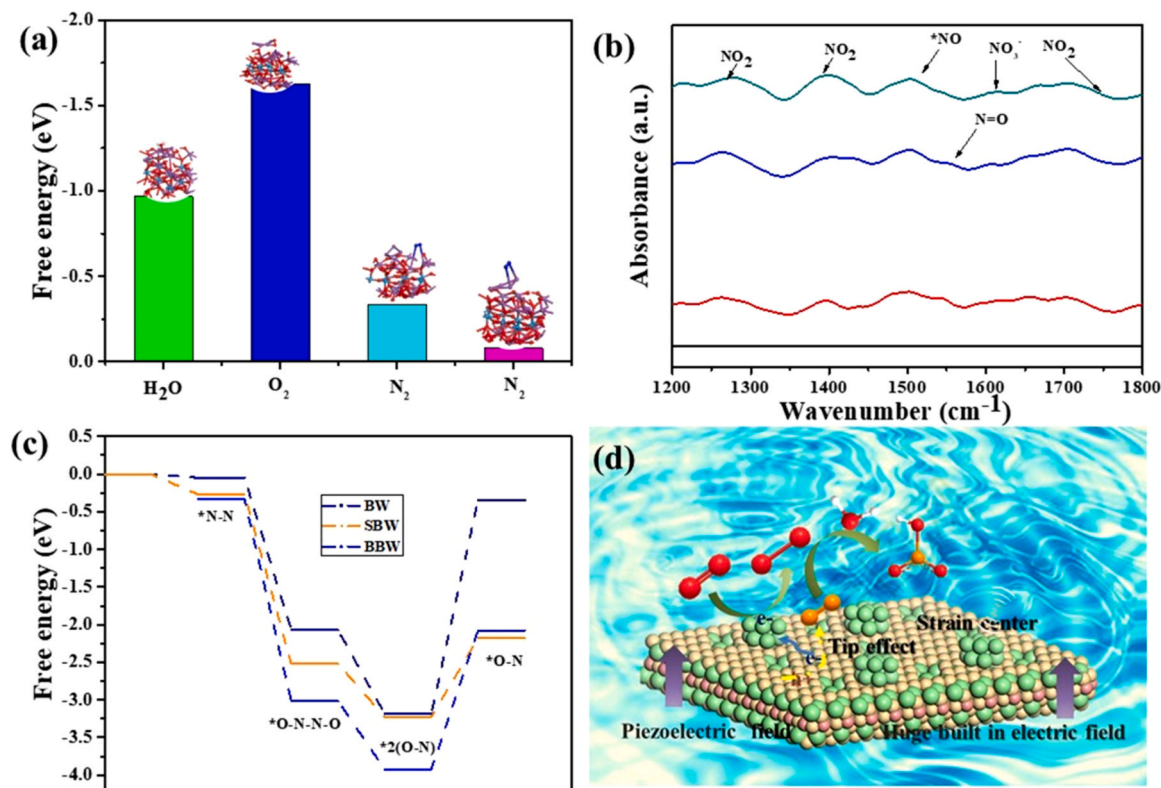 (a)
Free energy (eV)
-2.0
-1.5
-1.0
-0.5
0.0
H₂O
O₂
N₂
N₂
(b)
Absorbance (a.u.)
NO₂
NO₂
*NO
NO₃⁻
NO₂
N=O
1200 1300 1400 1500 1600 1700 1800
Wavenumber (cm⁻¹)
(c)
Free energy (eV)
0.5
0.0
-0.5
-1.0
-1.5
-2.0
-2.5
-3.0
-3.5
-4.0
BW
SBW
BBW
*N-N
*O-N-N-O
*2(O-N)
*O-N
(d)
e-
e-
Tip effect
Strain center
Piezoelectric field
Huge built in electric field